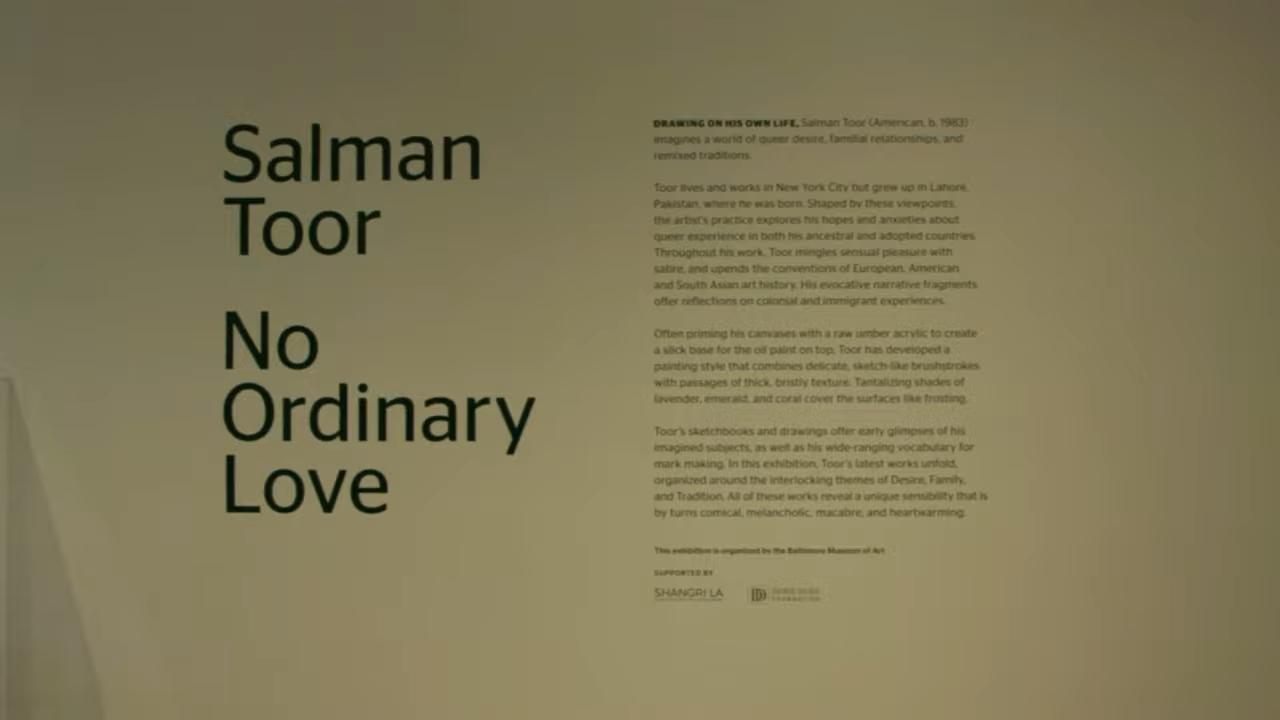 Salman
Toor
No
Ordinary
Love
DRAWING ON HIS OWN LIFE, Salman Toor (American, b. 1983)
imagines a world of queer desire, familial relationships, and
remixed traditions.
Toor lives and works in New York City but grew up in Lahore,
Pakistan, where he was born. Shaped by these viewpoints,
the artist's practice explores his hopes and anxieties about
queer experience in both his ancestral and adopted countries.
Throughout his work, Toor mingles sensual pleasure with
satire, and upends the conventions of European, American
and South Asian art history. His evocative narrative fragments
offer reflections on colonial and immigrant experiences.
Often priming his canvases with a raw umber acrylic to create
a slick base for the oil paint on top, Toor has developed a
painting style that combines delicate, sketch-like brushstrokes
with passages of thick, bristly texture. Tantalizing shades of
lavender, emerald, and coral cover the surfaces like frosting.
Toor's sketchbooks and drawings offer early glimpses of his
imagined subjects, as well as his wide-ranging vocabulary for
mark making. In this exhibition, Toor's latest works unfold,
organized around the interlocking themes of Desire, Family,
and Tradition. All of these works reveal a unique sensibility that is
by turns comical, melancholic, macabre, and heartwarming.
This exhibition is organized by the Baltimore Museum of Art
SUPPORTED BY
SHANGRI LA